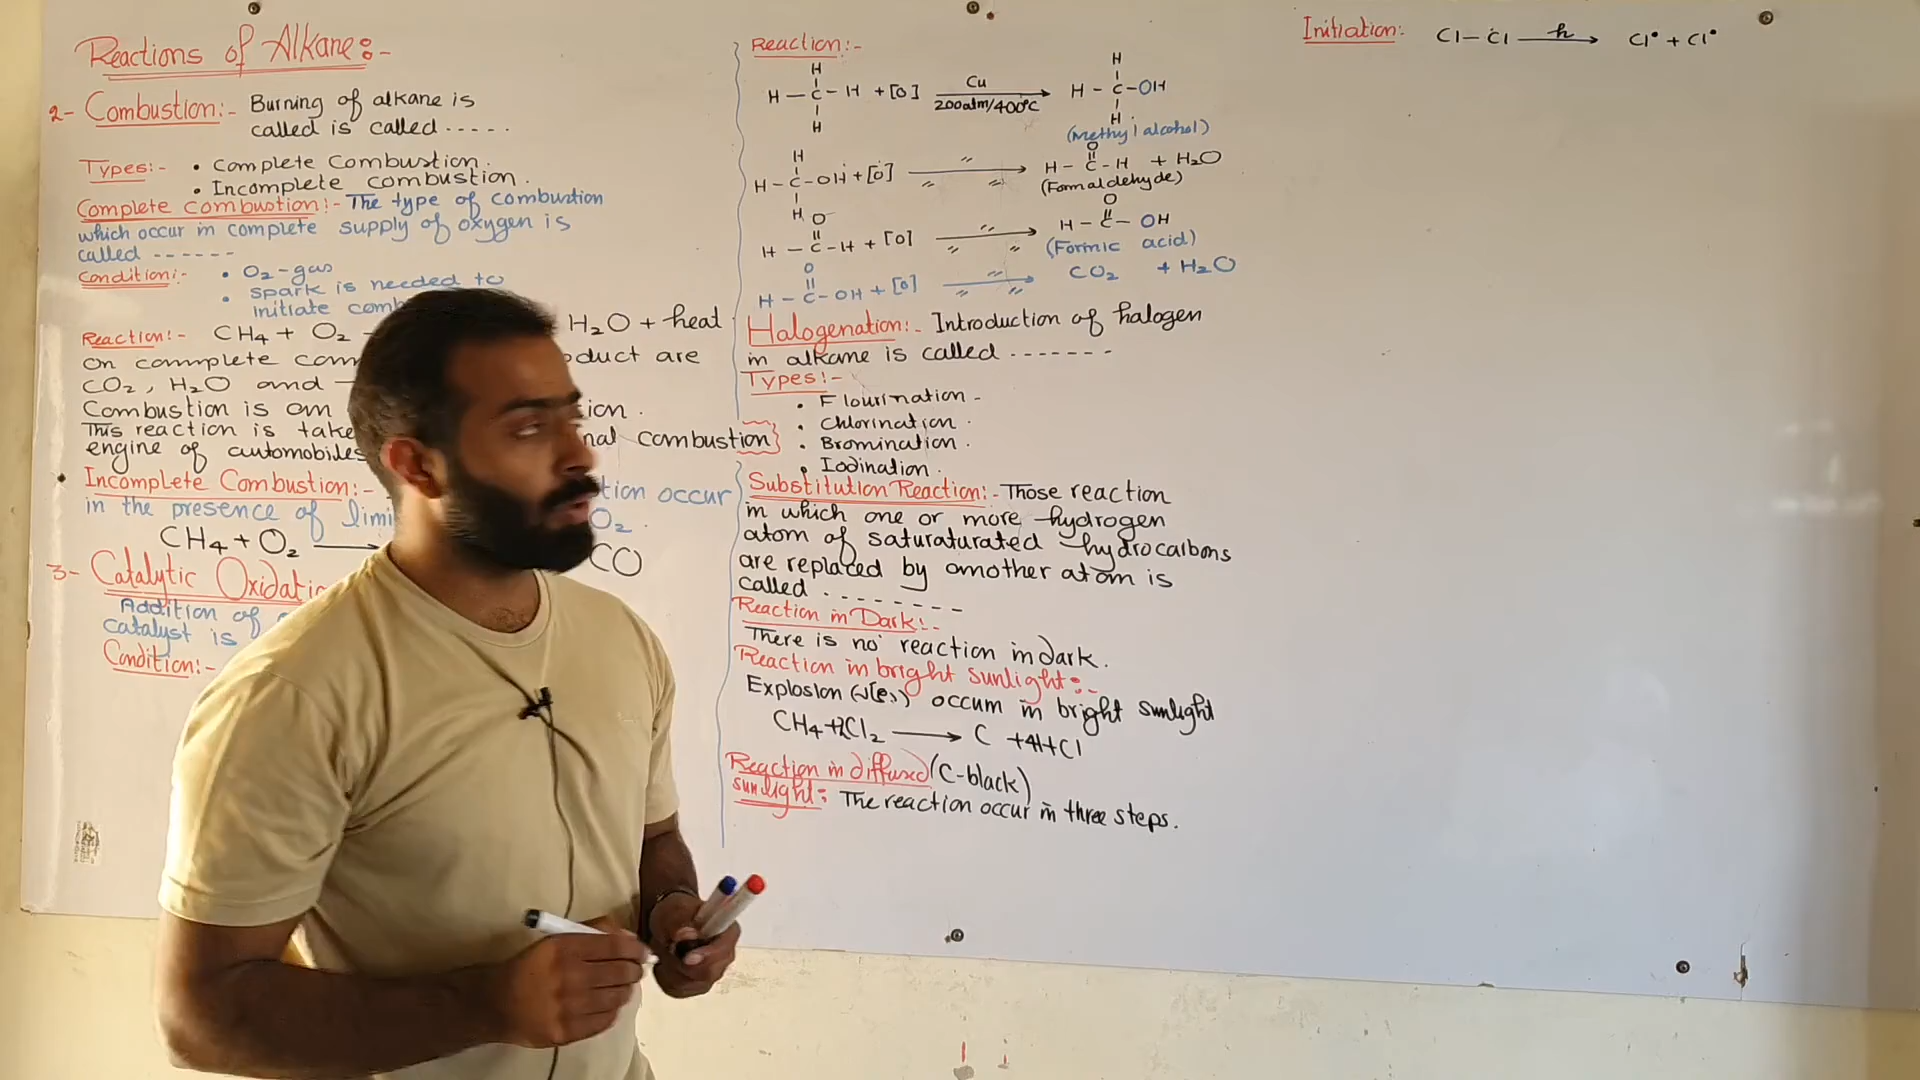 Reactions of Alkane:-
2- Combustion:- Burning of alkane is
called is called -----
Types:- • Complete Combustion.
• Incomplete combustion.
Complete combustion:- The type of combustion
which occur in complete supply of oxygen is
called ------
Condition:- • O2-gas
• spark is needed to
initiate comb
Reaction:- CH4 + O2 H2O + heat
on commplete com oduct are
CO2, H2O and
Combustion is an ion.
This reaction is take nal combustion}
engine of automobiles
• Incomplete Combustion:- tion occur
in the presence of limi O2.
CH4 + O2 → CO
3- Catalytic Oxidatio
Addition of
catalyst is
Condition:-
Reaction:-
H
H - C - H + [O] Cu → H - C - OH
200atm/400°C
H
(Methyl alcohol)
H
H - C - OH + [O] → H - C - H + H2O
(Formaldehyde)
H
O
H - C - H + [O] → H - C - OH
(Formic acid)
O
H - C - OH + [O] → CO2 + H2O
Halogenation:- Introduction of halogen
in alkane is called -------
Types:-
• Flourination -
• Chlorination.
• Bromination.
• Iodination.
Substitution Reaction:- Those reaction
in which one or more hydrogen
atom of saturaturated hydrocarbons
are replaced by another atom is
called --------
Reaction in Dark:-
There is no reaction in dark.
Reaction in bright sunlight:-
Explosion occum in bright sunlight
CH4 + 2Cl2 → C + 4H+Cl
(C-black)
Reaction in diffused
sunlight: The reaction occur in three steps.
Initiation: Cl - Cl → Cl• + Cl•